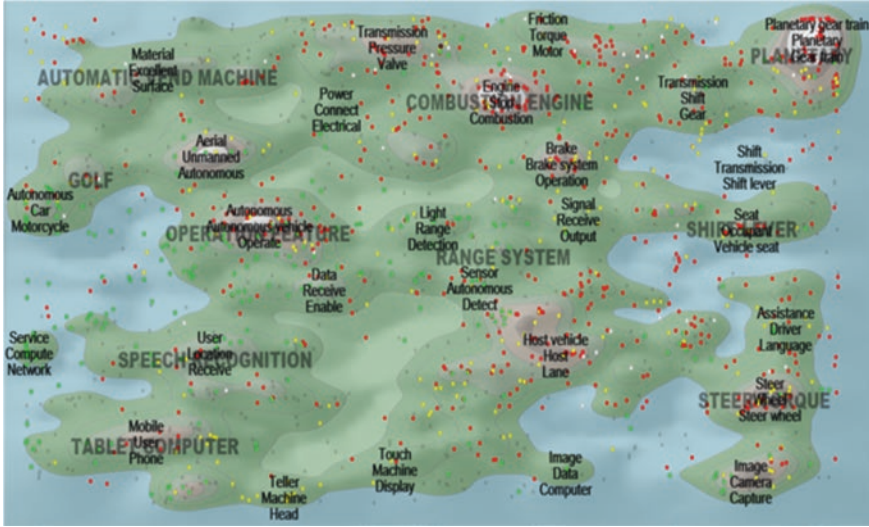 Transmission
Pressure
Valve
Friction
Torque
Motor
Planetary gear train
Planetary
Gear train
PLANETARY
Material
Excellent
Surface
AUTOMATIC VEND MACHINE
Power
Connect
Electrical
Engine
Stop
Combustion
COMBUSTION ENGINE
Transmission
Shift
Gear
Aerial
Unmanned
Autonomous
Brake
Brake system
Operation
Shift
Transmission
Shift lever
GOLF
Autonomous
Car
Motorcycle
Autonomous
Autonomous vehicle
Operate
OPERATION FEATURE
Light
Range
Detection
RANGE SYSTEM
Signal
Receive
Output
Seat
Occupant
Vehicle seat
SHIFT LEVER
Data
Receive
Enable
Sensor
Autonomous
Detect
Service
Compute
Network
User
Location
Receive
SPEECH RECOGNITION
Host vehicle
Host
Lane
Assistance
Driver
Language
Steer
Wheel
Steer wheel
STEER TORQUE
Mobile
User
Phone
TABLET COMPUTER
Teller
Machine
Head
Touch
Machine
Display
Image
Data
Computer
Image
Camera
Capture